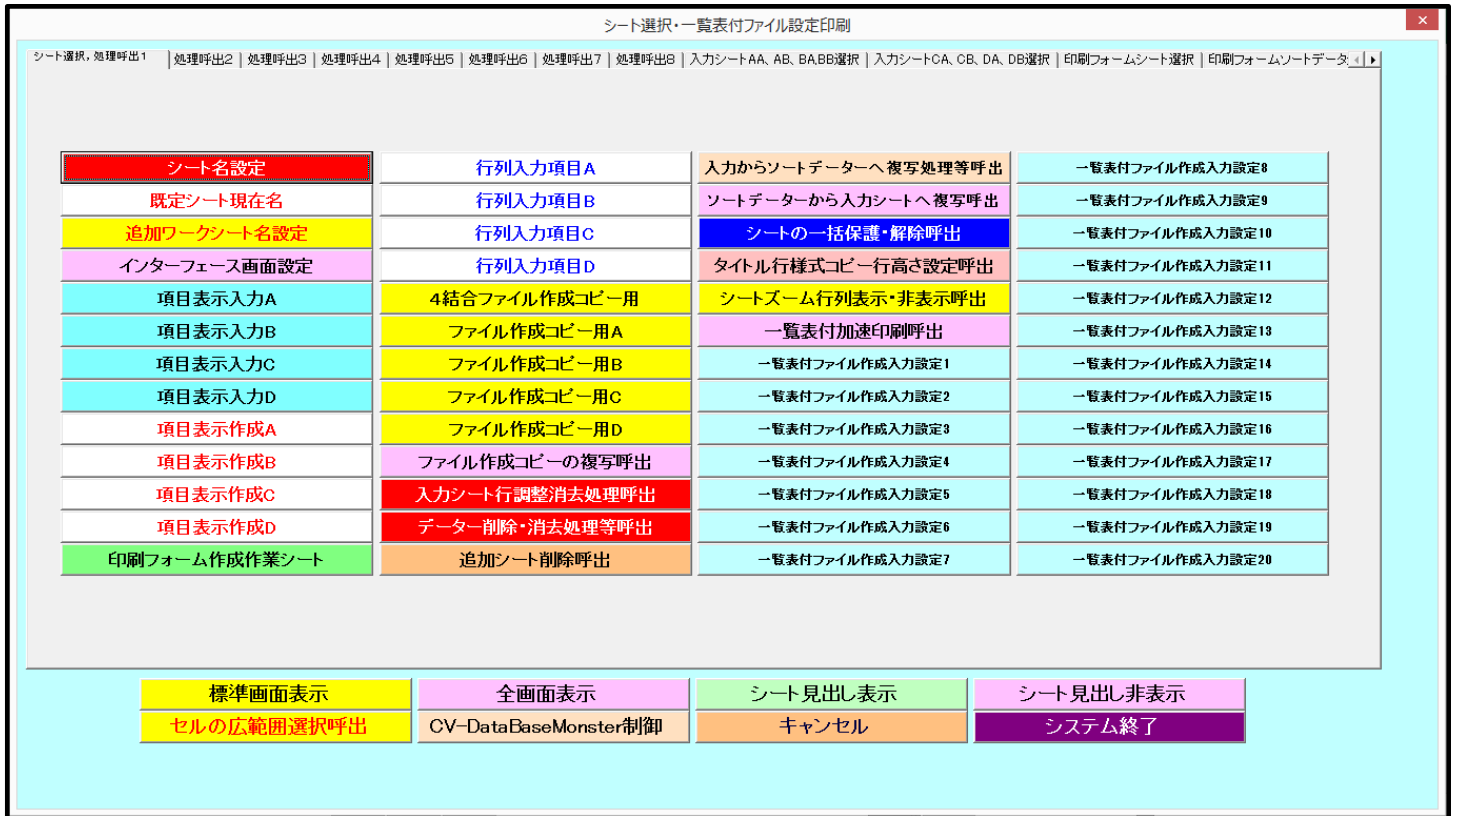 シート選択・一覧表付ファイル設定印刷
シート選択,処理呼出1 処理呼出2 処理呼出3 処理呼出4 処理呼出5 処理呼出6 処理呼出7 処理呼出8 入力シートAA、AB、BA,BB選択 入力シートCA、CB、DA、DB選択 印刷フォームシート選択 印刷フォームソートデータ
シート名設定 行列入力項目A 入力からソートデーターへ複写処理等呼出 一覧表付ファイル作成入力設定8
既定シート現在名 行列入力項目B ソートデーターから入力シートへ複写呼出 一覧表付ファイル作成入力設定9
追加ワークシート名設定 行列入力項目C シートの一括保護・解除呼出 一覧表付ファイル作成入力設定10
インターフェース画面設定 行列入力項目D タイトル行様式コピー行高さ設定呼出 一覧表付ファイル作成入力設定11
項目表示入力A 4結合ファイル作成コピー用 シートズーム行列表示・非表示呼出 一覧表付ファイル作成入力設定12
項目表示入力B ファイル作成コピー用A 一覧表付加速印刷呼出 一覧表付ファイル作成入力設定13
項目表示入力C ファイル作成コピー用B 一覧表付ファイル作成入力設定1 一覧表付ファイル作成入力設定14
項目表示入力D ファイル作成コピー用C 一覧表付ファイル作成入力設定2 一覧表付ファイル作成入力設定15
項目表示作成A ファイル作成コピー用D 一覧表付ファイル作成入力設定3 一覧表付ファイル作成入力設定16
項目表示作成B ファイル作成コピーの複写呼出 一覧表付ファイル作成入力設定4 一覧表付ファイル作成入力設定17
項目表示作成C 入力シート行調整消去処理呼出 一覧表付ファイル作成入力設定5 一覧表付ファイル作成入力設定18
項目表示作成D データー削除・消去処理等呼出 一覧表付ファイル作成入力設定6 一覧表付ファイル作成入力設定19
印刷フォーム作成作業シート 追加シート削除呼出 一覧表付ファイル作成入力設定7 一覧表付ファイル作成入力設定20
標準画面表示 全画面表示 シート見出し表示 シート見出し非表示
セルの広範囲選択呼出 CV-DataBaseMonster制御 キャンセル システム終了